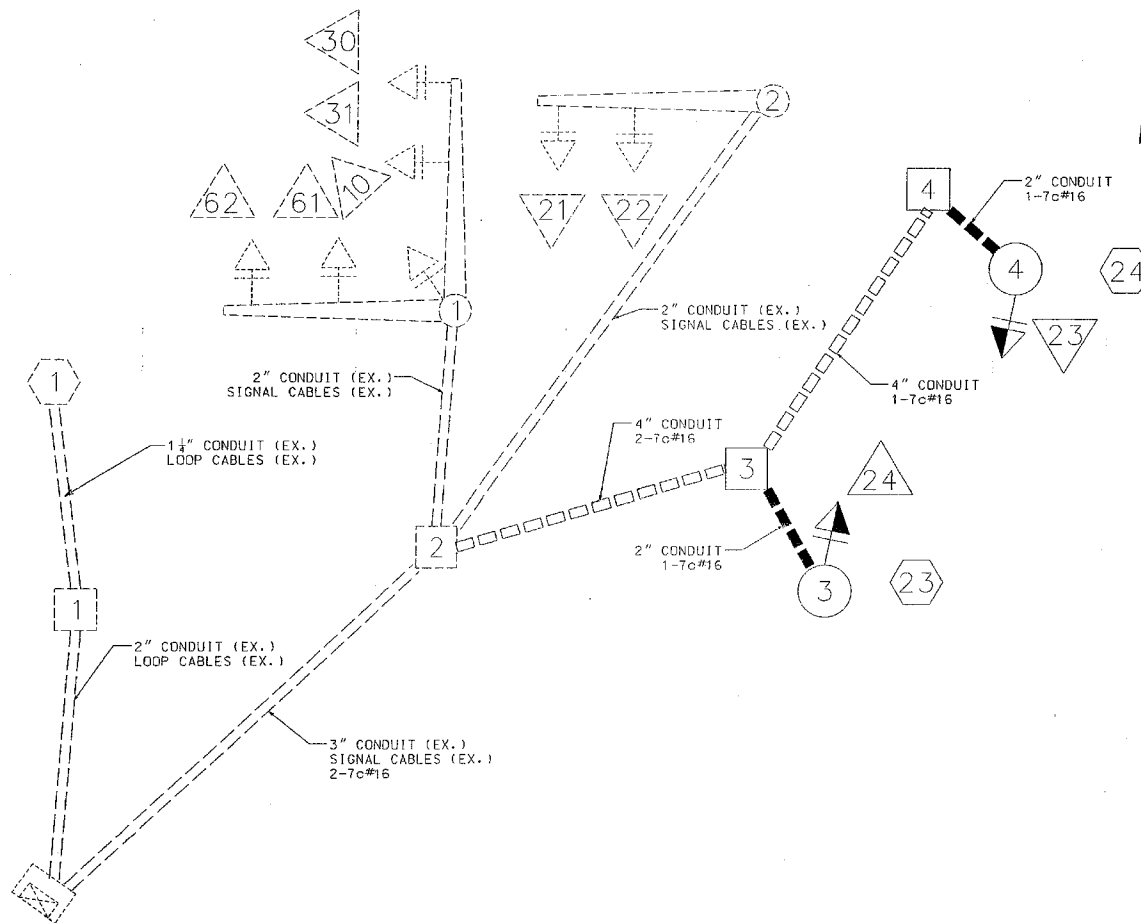 30
31
62
61
10
21
22
2
4
2" CONDUIT
1-7c#16
4
24
23
1
2" CONDUIT (EX.)
SIGNAL CABLES (EX.)
2" CONDUIT (EX.)
SIGNAL CABLES (EX.)
4" CONDUIT
1-7c#16
1
1¼" CONDUIT (EX.)
LOOP CABLES (EX.)
4" CONDUIT
2-7c#16
3
24
2
2" CONDUIT
1-7c#16
3
23
1
2" CONDUIT (EX.)
LOOP CABLES (EX.)
3" CONDUIT (EX.)
SIGNAL CABLES (EX.)
2-7c#16